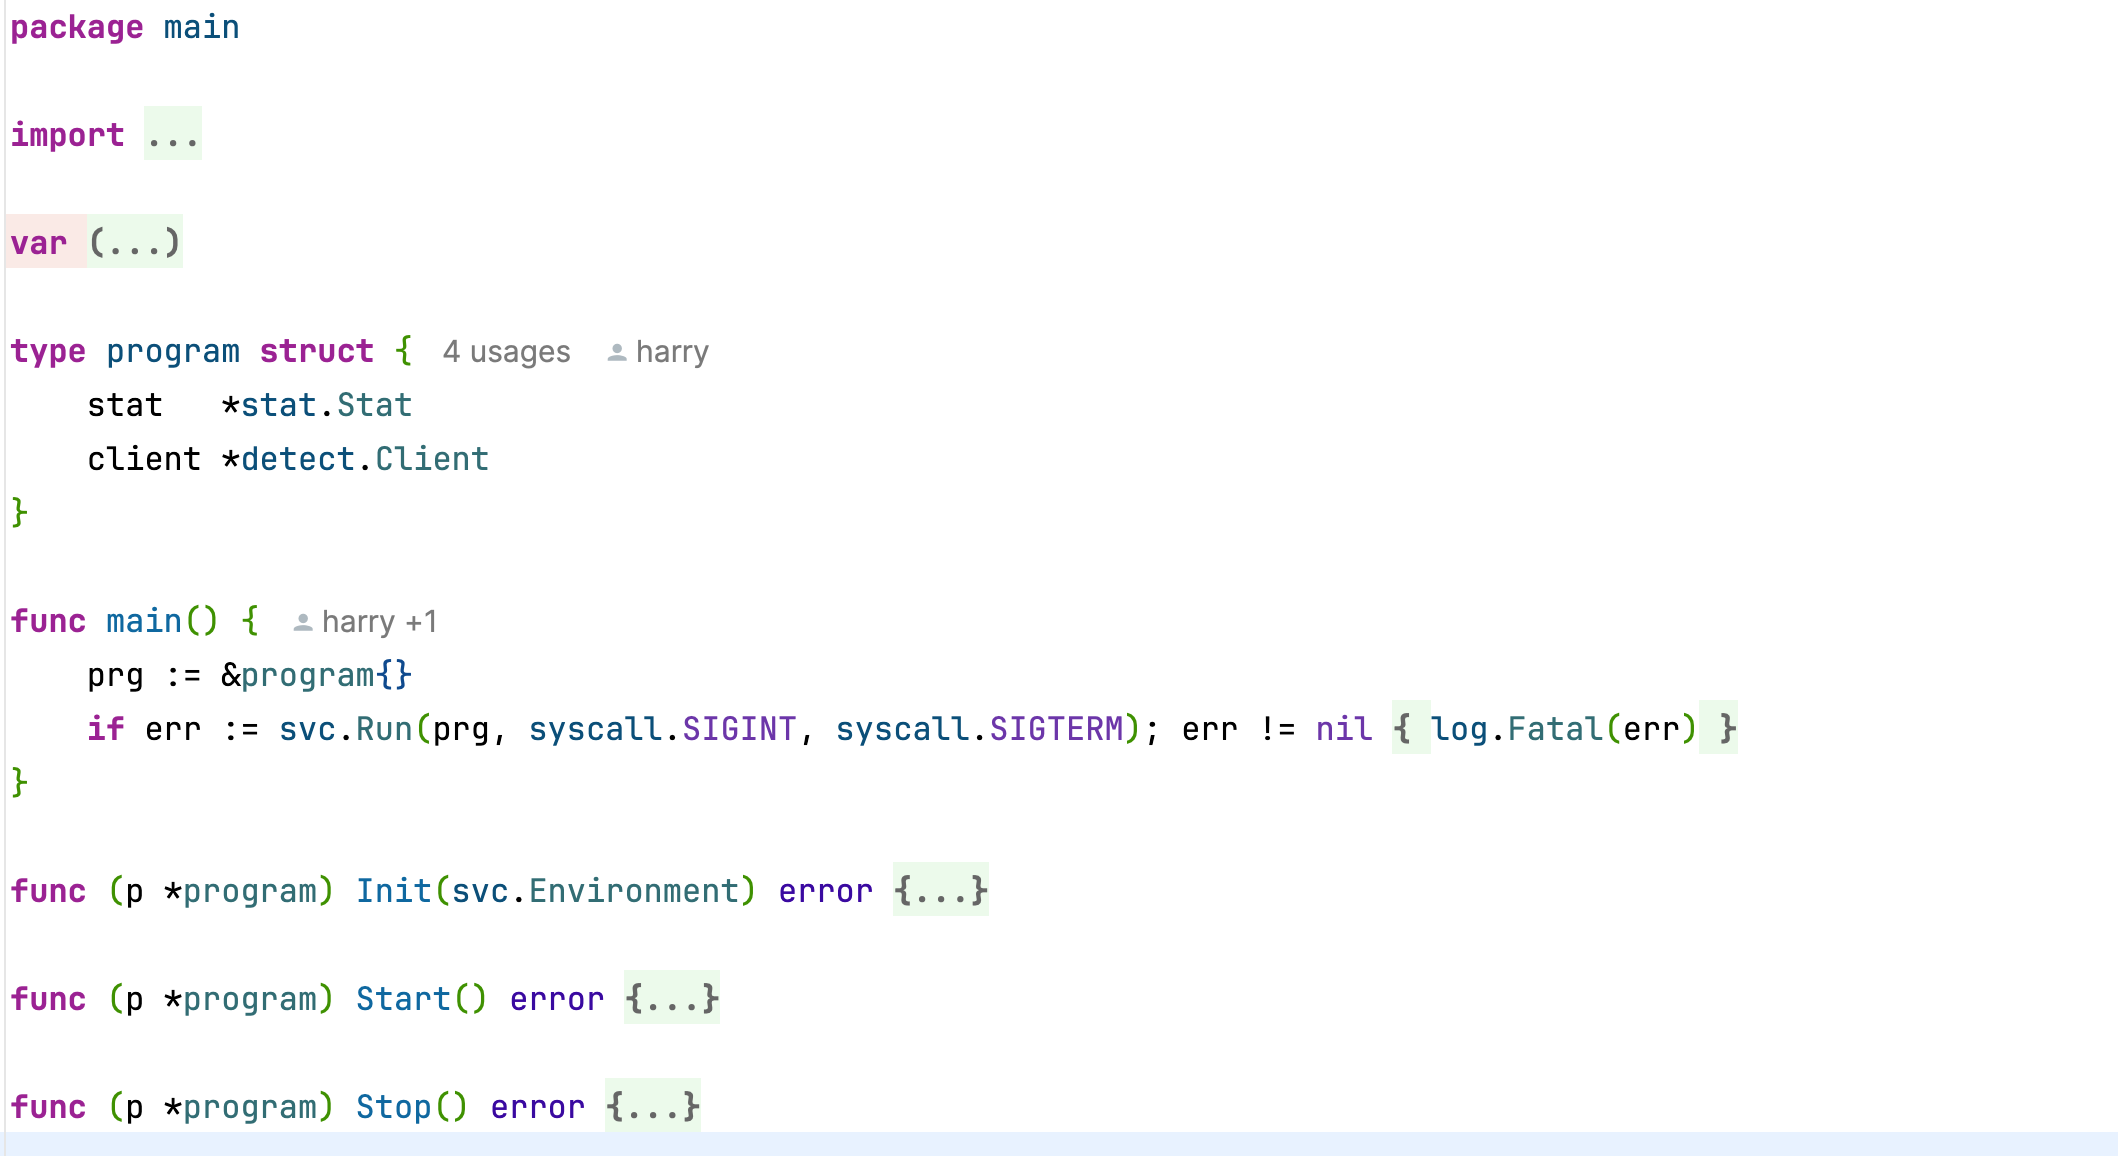 package main
import ...
var (...)
type program struct { 4 usages harry
stat *stat.Stat
client *detect.Client
}
func main() { harry +1
prg := &program{}
if err := svc.Run(prg, syscall.SIGINT, syscall.SIGTERM); err != nil { log.Fatal(err) }
}
func (p *program) Init(svc.Environment) error {...}
func (p *program) Start() error {...}
func (p *program) Stop() error {...}